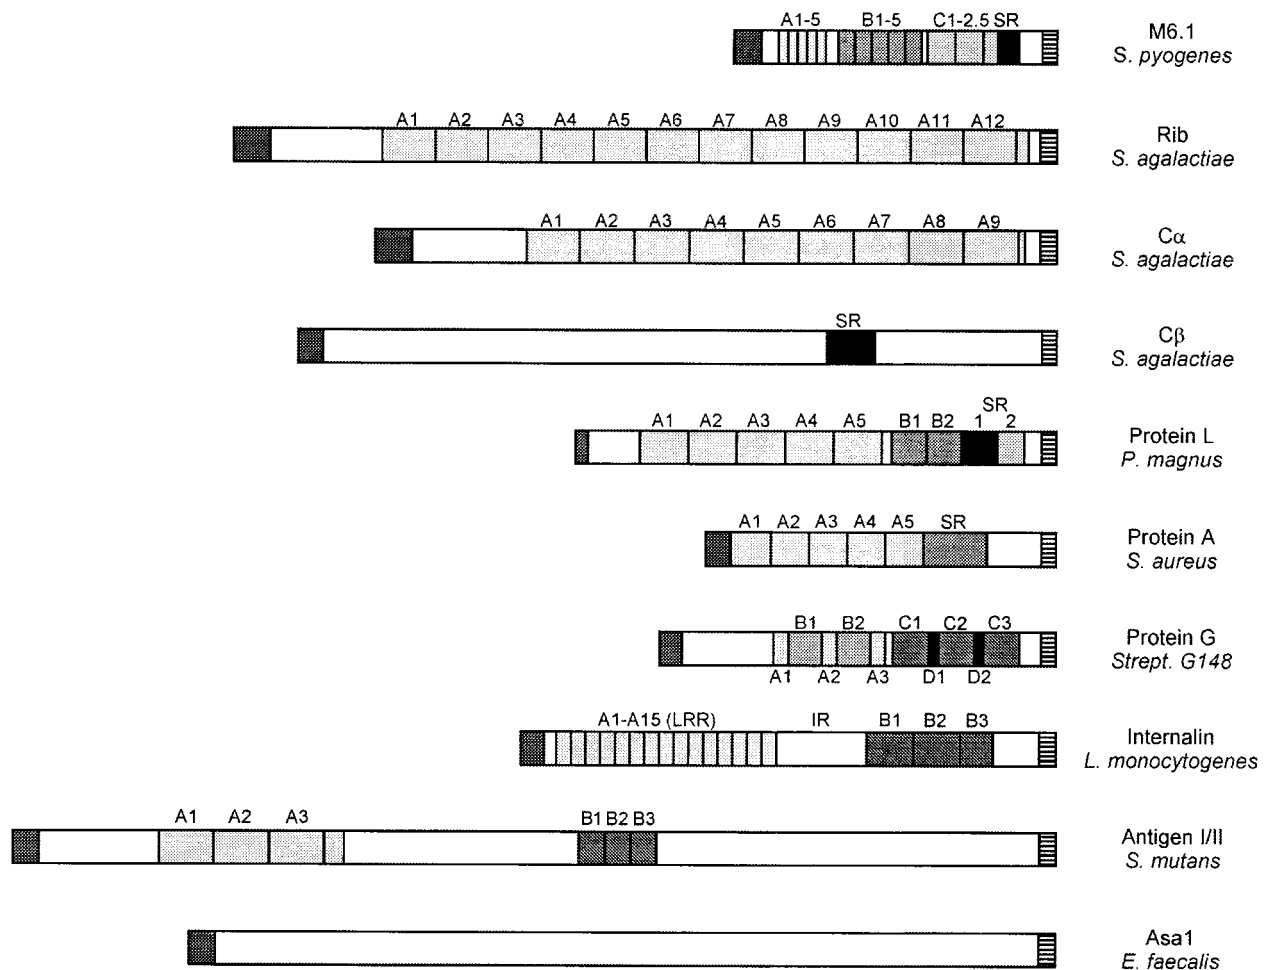 A1-5 B1-5 C1-2.5 SR
M6.1
S. pyogenes
A1 A2 A3 A4 A5 A6 A7 A8 A9 A10 A11 A12
Rib
S. agalactiae
A1 A2 A3 A4 A5 A6 A7 A8 A9
Cα
S. agalactiae
SR
Cβ
S. agalactiae
SR
A1 A2 A3 A4 A5 B1 B2 1 2
Protein L
P. magnus
A1 A2 A3 A4 A5 SR
Protein A
S. aureus
B1 B2 C1 C2 C3
Protein G
Strept. G148
A1 A2 A3 D1 D2
A1-A15 (LRR) IR B1 B2 B3
Internalin
L. monocytogenes
A1 A2 A3 B1 B2 B3
Antigen I/II
S. mutans
Asa1
E. faecalis